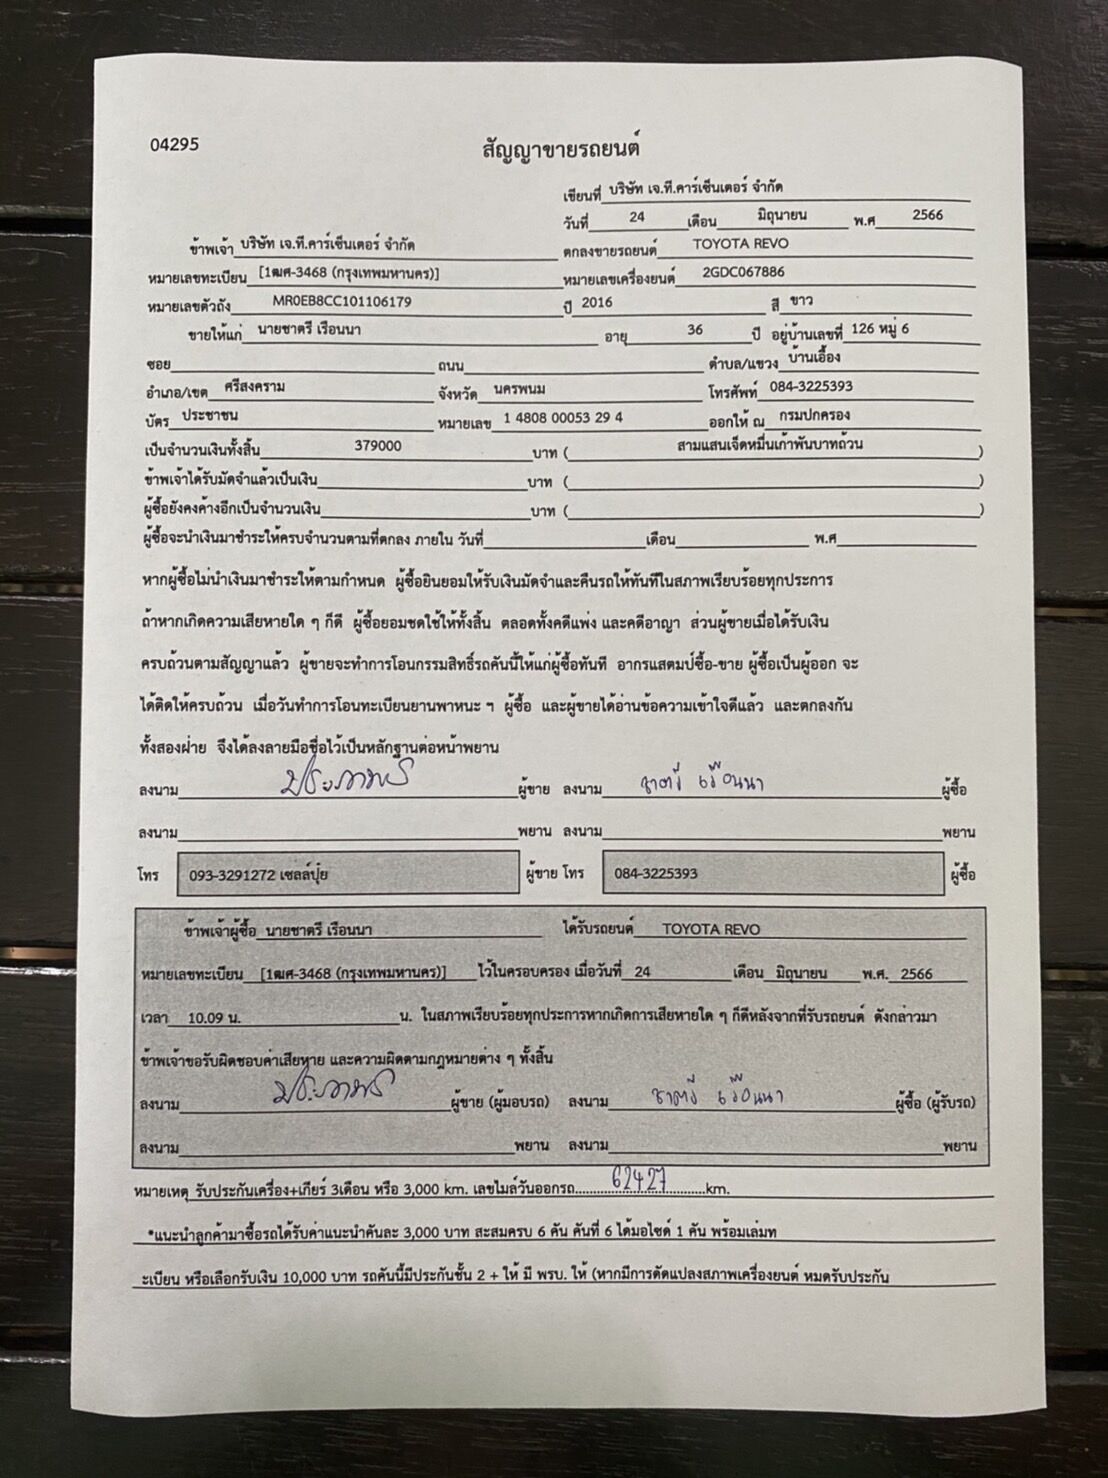 04295
สัญญาขายรถยนต์
เขียนที่ บริษัท เจ.ที.คาร์เซ็นเตอร์ จำกัด
วันที่ 24 เดือน มิถุนายน พ.ศ 2566
ข้าพเจ้า บริษัท เจ.ที.คาร์เซ็นเตอร์ จำกัด ตกลงขายรถยนต์ TOYOTA REVO
หมายเลขทะเบียน [1ฒศ-3468 (กรุงเทพมหานคร)] หมายเลขเครื่องยนต์ 2GDC067886
หมายเลขตัวถัง MR0EB8CC101106179 ปี 2016 สี ขาว
ขายให้แก่ นายชาตรี เรือนนา อายุ 36 ปี อยู่บ้านเลขที่ 126 หมู่ 6
ซอย ถนน ตำบล/แขวง บ้านเอื้อง
อำเภอ/เขต ศรีสงคราม จังหวัด นครพนม โทรศัพท์ 084-3225393
บัตร ประชาชน หมายเลข 1 4808 00053 29 4 ออกให้ ณ กรมปกครอง
เป็นจำนวนเงินทั้งสิ้น 379000 บาท ( สามแสนเจ็ดหมื่นเก้าพันบาทถ้วน )
ข้าพเจ้าได้รับมัดจำแล้วเป็นเงิน บาท ( )
ผู้ซื้อยังคงค้างอีกเป็นจำนวนเงิน บาท ( )
ผู้ซื้อจะนำเงินมาชำระให้ครบจำนวนตามที่ตกลง ภายใน วันที่ เดือน พ.ศ
หากผู้ซื้อไม่นำเงินมาชำระให้ตามกำหนด ผู้ซื้อยินยอมให้รับเงินมัดจำและคืนรถให้ทันทีในสภาพเรียบร้อยทุกประการ
ถ้าหากเกิดความเสียหายใด ๆ ก็ดี ผู้ซื้อยอมชดใช้ให้ทั้งสิ้น ตลอดทั้งคดีแพ่ง และคดีอาญา ส่วนผู้ขายเมื่อได้รับเงิน
ครบถ้วนตามสัญญาแล้ว ผู้ขายจะทำการโอนกรรมสิทธิ์รถคันนี้ให้แก่ผู้ซื้อทันที อากรแสตมป์ซื้อ-ขาย ผู้ซื้อเป็นผู้ออก จะ
ได้ติดให้ครบถ้วน เมื่อวันทำการโอนทะเบียนยานพาหนะ ฯ ผู้ซื้อ และผู้ขายได้อ่านข้อความเข้าใจดีแล้ว และตกลงกัน
ทั้งสองฝ่าย จึงได้ลงลายมือชื่อไว้เป็นหลักฐานต่อหน้าพยาน
ลงนาม ผู้ขาย ลงนาม ชาตรี เรือนนา ผู้ซื้อ
ลงนาม พยาน ลงนาม พยาน
โทร 093-3291272 เซลล์ปุ๋ย ผู้ขาย โทร 084-3225393 ผู้ซื้อ
ข้าพเจ้าผู้ซื้อ นายชาตรี เรือนนา ได้รับรถยนต์ TOYOTA REVO
หมายเลขทะเบียน [1ฒศ-3468 (กรุงเทพมหานคร)] ไว้ในครอบครอง เมื่อวันที่ 24 เดือน มิถุนายน พ.ศ. 2566
เวลา 10.09 น. น. ในสภาพเรียบร้อยทุกประการหากเกิดการเสียหายใด ๆ ก็ดีหลังจากที่รับรถยนต์ ดังกล่าวมา
ข้าพเจ้าขอรับผิดชอบค่าเสียหาย และความผิดตามกฎหมายต่าง ๆ ทั้งสิ้น
ลงนาม ผู้ขาย (ผู้มอบรถ) ลงนาม ชาตรี เรือนนา ผู้ซื้อ (ผู้รับรถ)
ลงนาม พยาน ลงนาม พยาน
หมายเหตุ รับประกันเครื่อง+เกียร์ 3เดือน หรือ 3,000 km. เลขไมล์วันออกรถ........62427........km.
*แนะนำลูกค้ามาซื้อรถได้รับค่าแนะนำคันละ 3,000 บาท สะสมครบ 6 คัน คันที่ 6 ได้มอไซด์ 1 คัน พร้อมเล่มท
ะเบียน หรือเลือกรับเงิน 10,000 บาท รถคันนี้มีประกันชั้น 2 + ให้ มี พรบ. ให้ (หากมีการดัดแปลงสภาพเครื่องยนต์ หมดรับประกัน